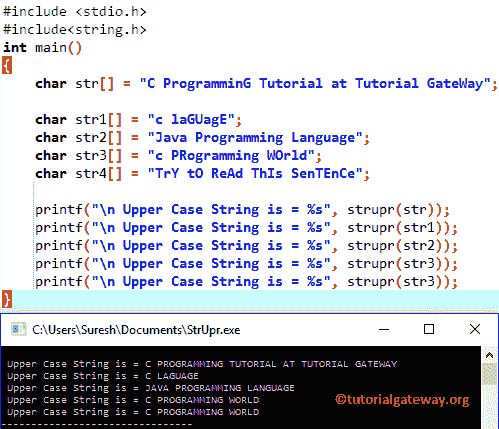 #include <stdio.h>
#include<string.h>
int main()
{
char str[] = "C ProgramminG Tutorial at Tutorial GateWay";
char str1[] = "c laGUagE";
char str2[] = "Java Programming Language";
char str3[] = "c PRogramming WOrld";
char str4[] = "TrY tO ReAd ThIs SenTEnCe";
printf("\n Upper Case String is = %s", strupr(str));
printf("\n Upper Case String is = %s", strupr(str1));
printf("\n Upper Case String is = %s", strupr(str2));
printf("\n Upper Case String is = %s", strupr(str3));
printf("\n Upper Case String is = %s", strupr(str3));
}
C:\Users\Suresh\Documents\StrUpr.exe
Upper Case String is = C PROGRAMMING TUTORIAL AT TUTORIAL GATEWAY
Upper Case String is = C LAGUAGE
Upper Case String is = JAVA PROGRAMMING LANGUAGE
Upper Case String is = C PROGRAMMING WORLD
Upper Case String is = C PROGRAMMING WORLD
--------------------------------
©tutorialgateway.org